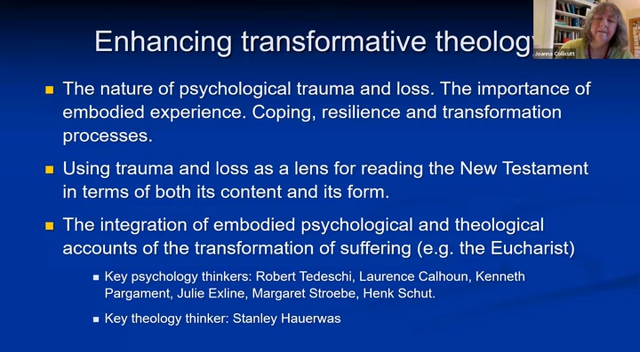 Enhancing transformative theology
Joanna Collicutt
The nature of psychological trauma and loss. The importance of
embodied experience. Coping, resilience and transformation
processes.
Using trauma and loss as a lens for reading the New Testament
in terms of both its content and its form.
The integration of embodied psychological and theological
accounts of the transformation of suffering (e.g. the Eucharist)
Key psychology thinkers: Robert Tedeschi, Laurence Calhoun, Kenneth
Pargament, Julie Exline, Margaret Stroebe, Henk Schut.
Key theology thinker: Stanley Hauerwas